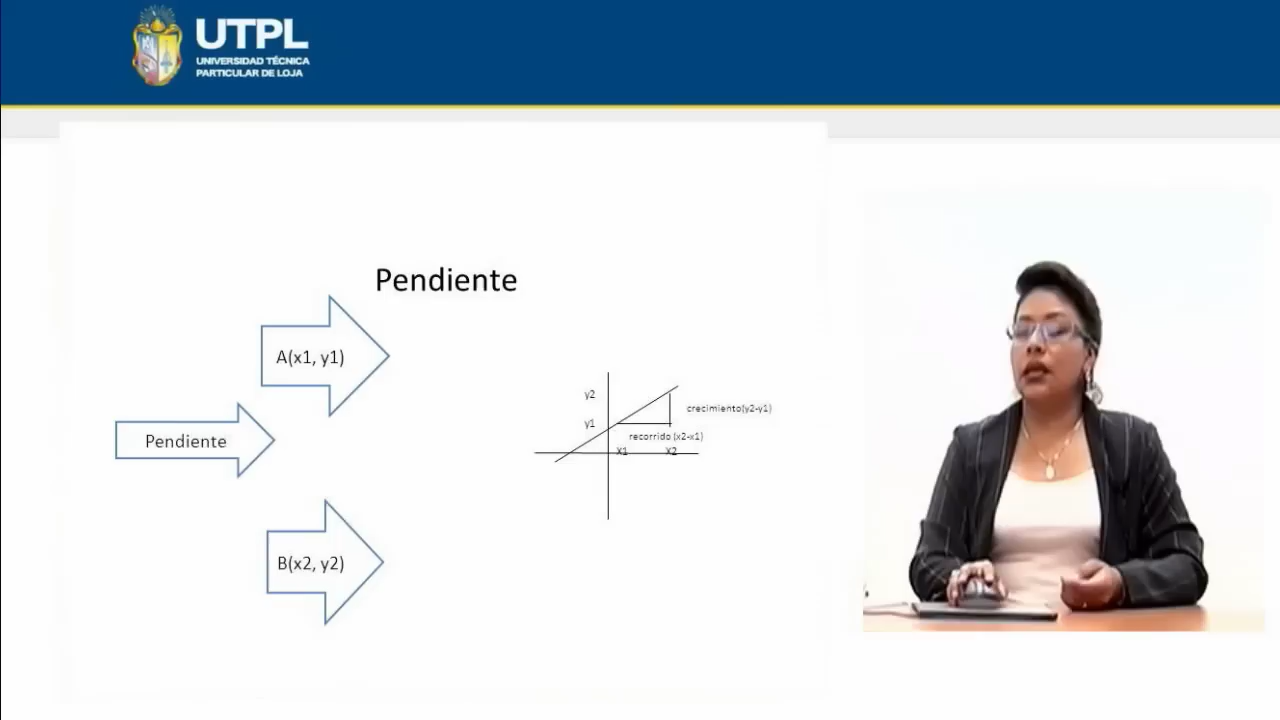 UTPL
UNIVERSIDAD TÉCNICA
PARTICULAR DE LOJA
Pendiente
A(x1, y1)
Pendiente
B(x2, y2)
y2
crecimiento(y2-y1)
y1
recorrido (x2-x1)
X1
X2